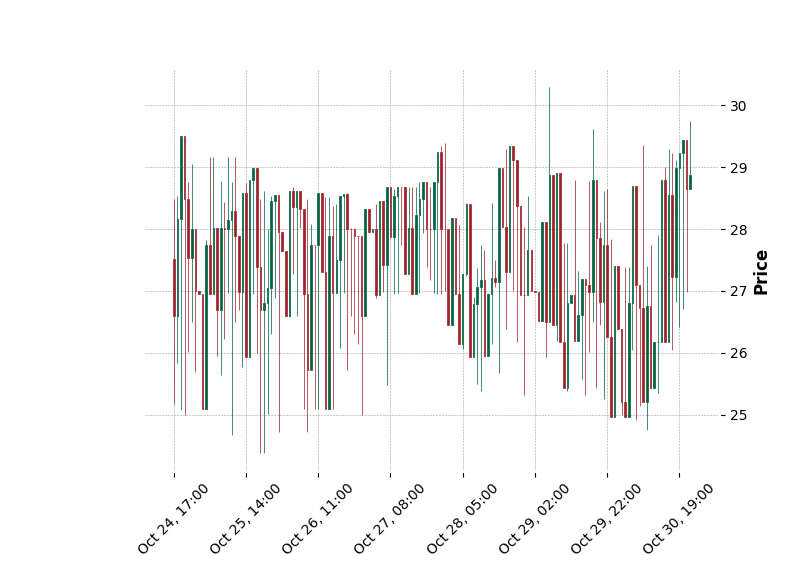 30
29
28
27
26
25
Price
Oct 24, 17:00
Oct 25, 14:00
Oct 26, 11:00
Oct 27, 08:00
Oct 28, 05:00
Oct 29, 02:00
Oct 29, 22:00
Oct 30, 19:00